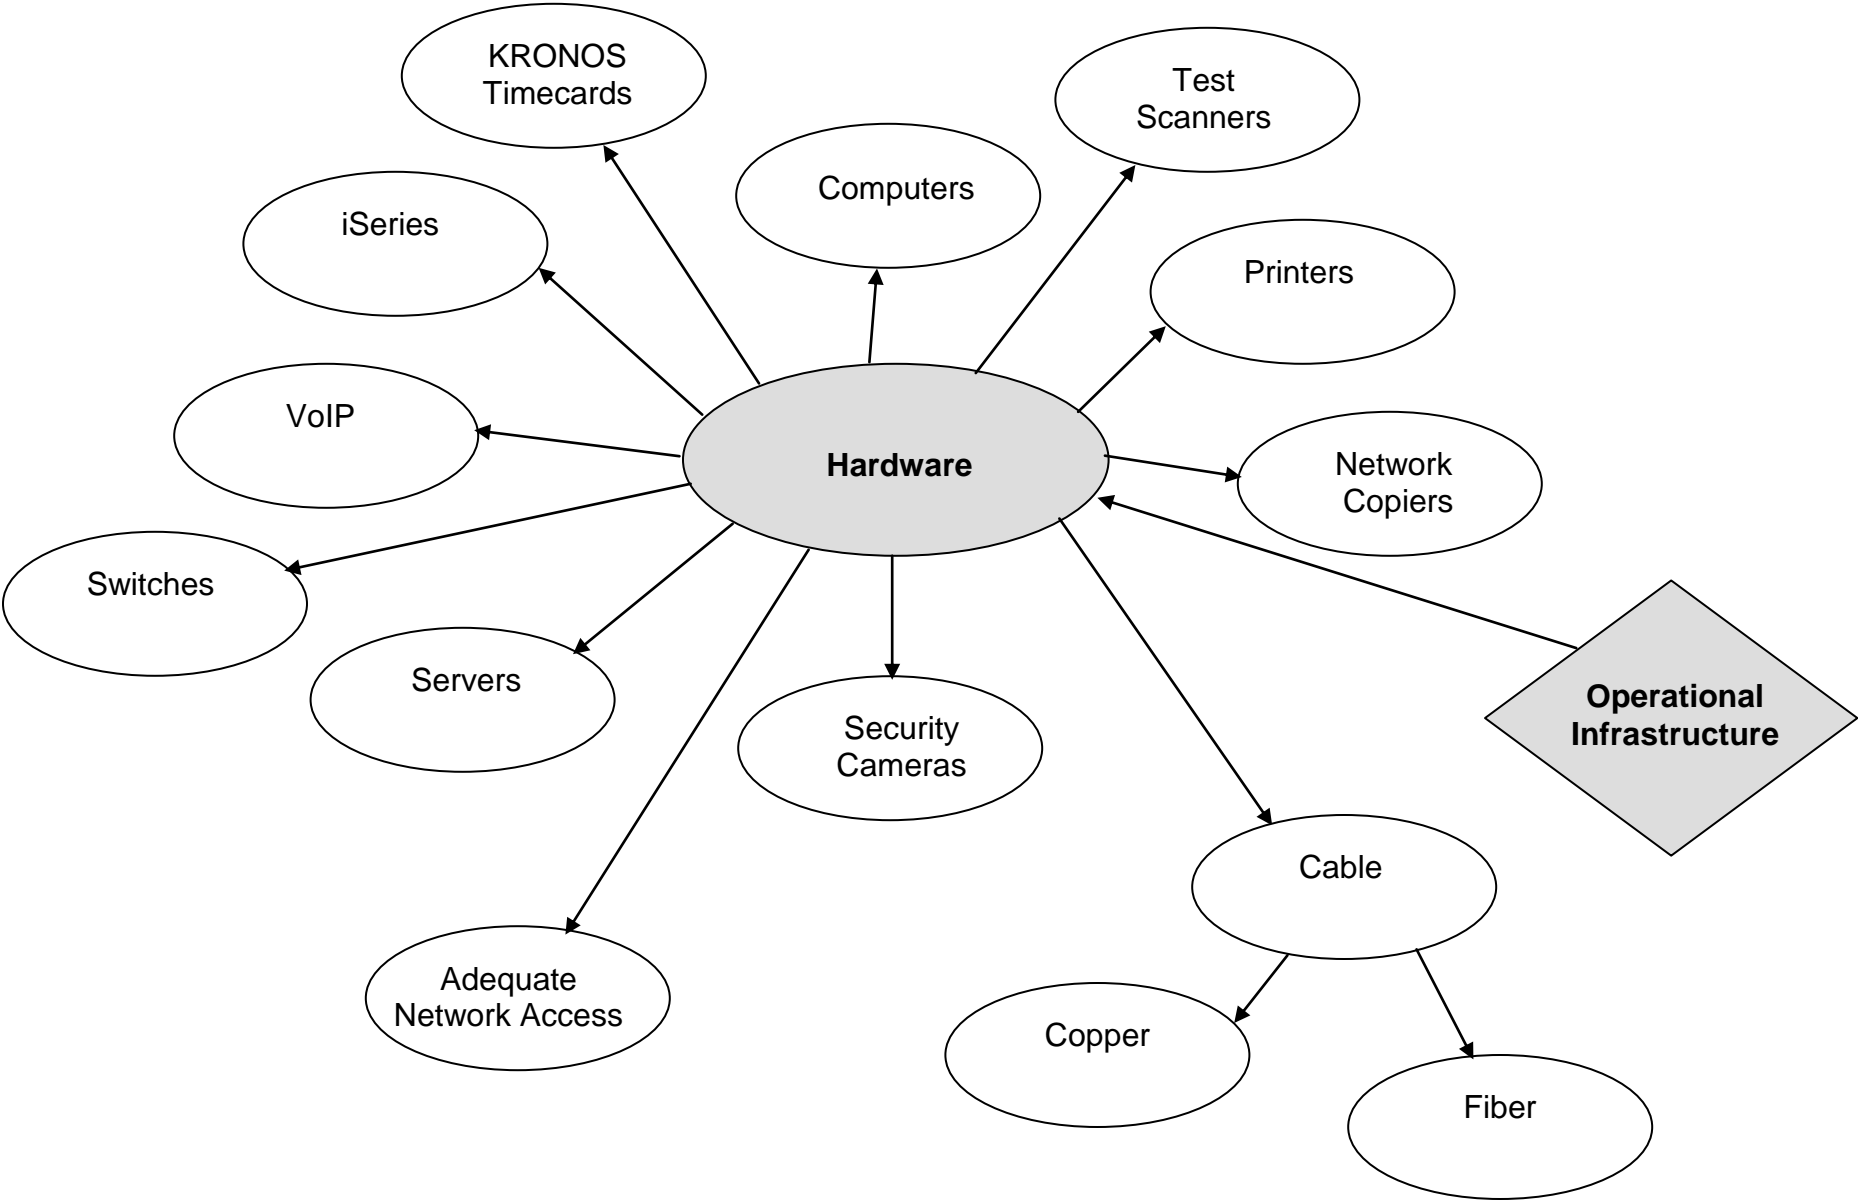 KRONOS
Timecards
Test
Scanners
Computers
iSeries
Printers
VoIP
Hardware
Network
Copiers
Switches
Servers
Security
Cameras
Operational
Infrastructure
Cable
Adequate
Network Access
Copper
Fiber